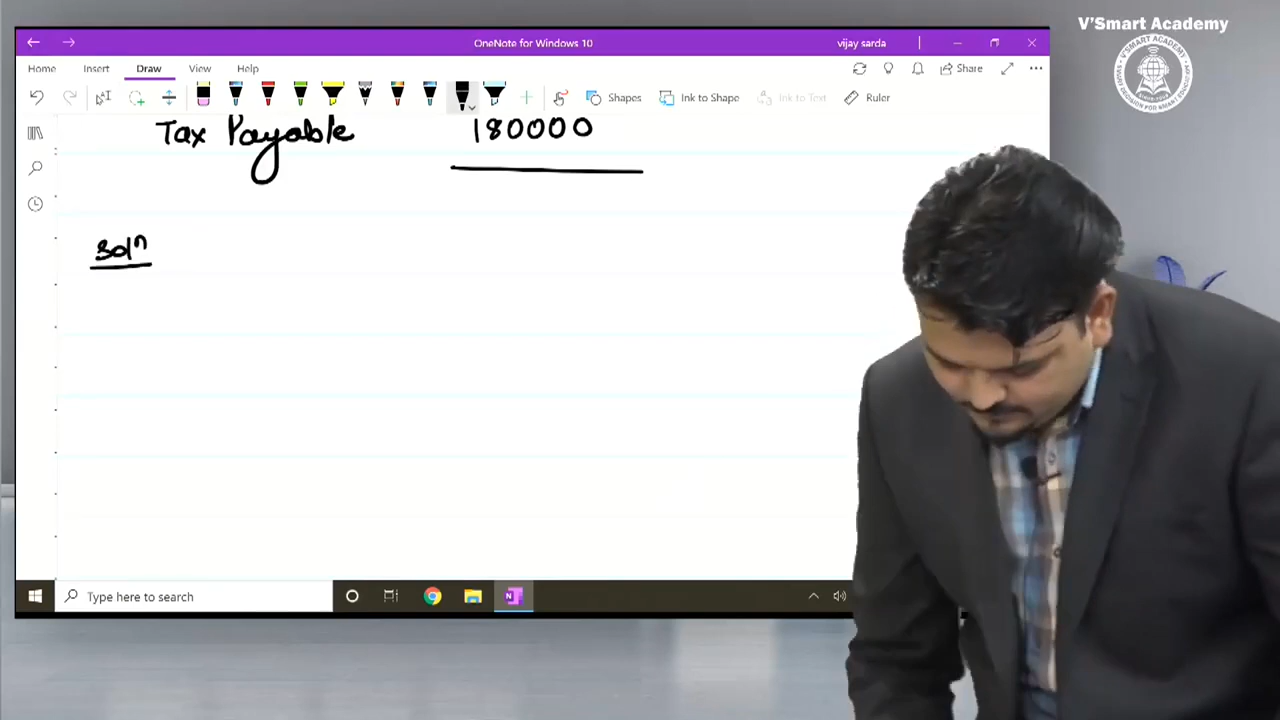 V'Smart Academy
OneNote for Windows 10
vijay sarda
Home Insert Draw View Help
Share
Shapes
Ink to Shape
Ink to Text
Ruler
Tax Payable 180000
Solⁿ
Type here to search